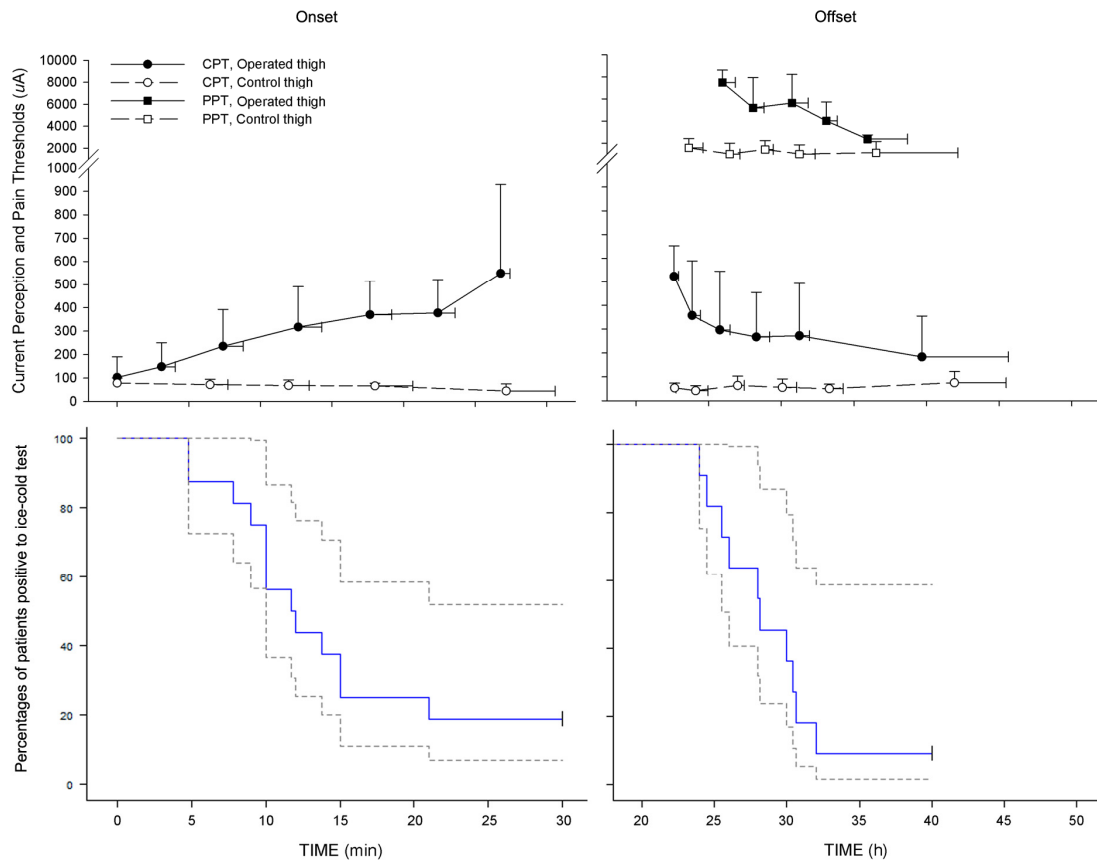 Onset
Offset
Current Perception and Pain Thresholds (uA)
10000
8000
6000
4000
2000
1000
900
800
700
600
500
400
300
200
100
0
CPT, Operated thigh
CPT, Control thigh
PPT, Operated thigh
PPT, Control thigh
Percentages of patients positive to ice-cold test
100
80
60
40
20
0
0 5 10 15 20 25 30
TIME (min)
20 25 30 35 40 45 50
TIME (h)